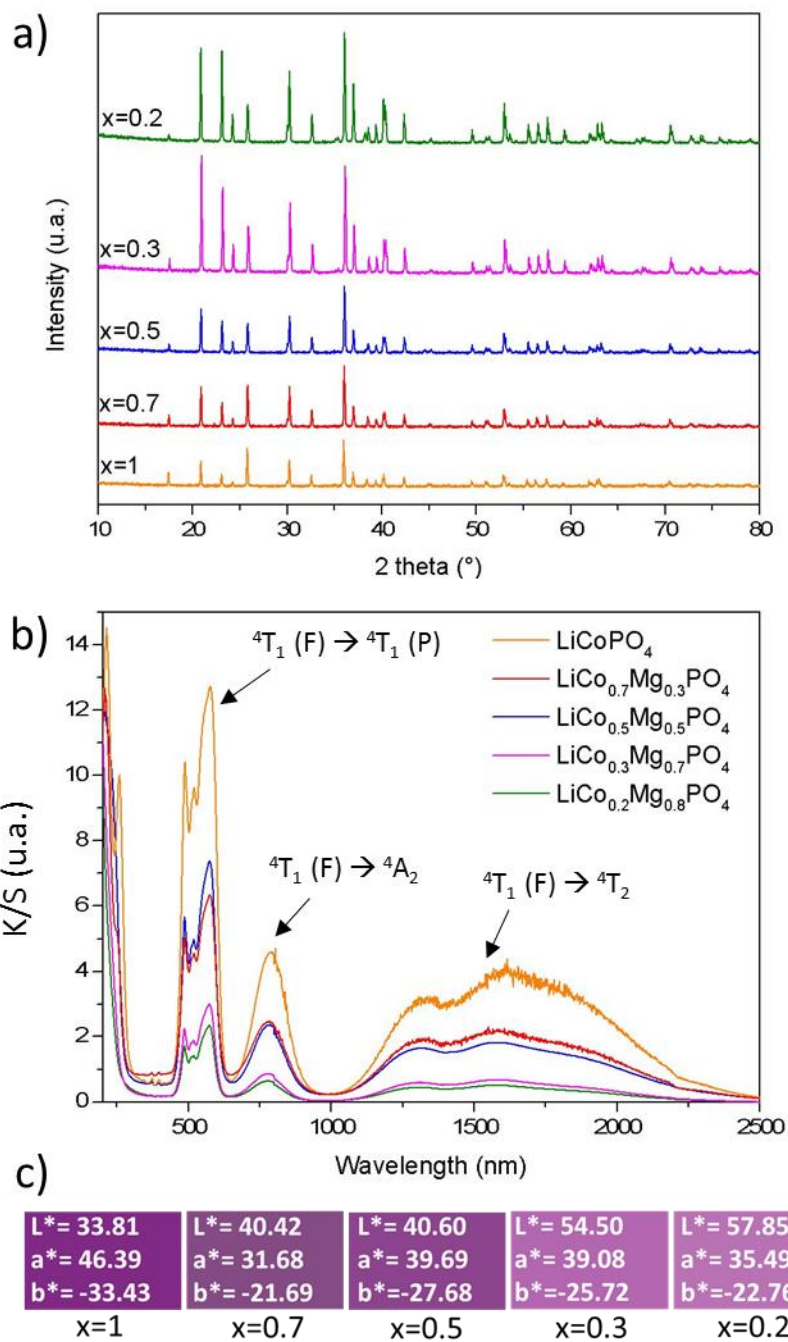 a)
x=0.2
x=0.3
x=0.5
x=0.7
x=1
Intensity (u.a.)
10 20 30 40 50 60 70 80
2 theta (°)
b)
14
12
10
8
6
4
2
0
K/S (u.a.)
⁴T₁ (F) → ⁴T₁ (P)
⁴T₁ (F) → ⁴A₂
⁴T₁ (F) → ⁴T₂
LiCoPO₄
LiCo₀.₇Mg₀.₃PO₄
LiCo₀.₅Mg₀.₅PO₄
LiCo₀.₃Mg₀.₇PO₄
LiCo₀.₂Mg₀.₈PO₄
500 1000 1500 2000 2500
Wavelength (nm)
c)
L*= 33.81
a*= 46.39
b*= -33.43
x=1
L*= 40.42
a*= 31.68
b*= -21.69
x=0.7
L*= 40.60
a*= 39.69
b*= -27.68
x=0.5
L*= 54.50
a*= 39.08
b*= -25.72
x=0.3
L*= 57.85
a*= 35.49
b*= -22.76
x=0.2